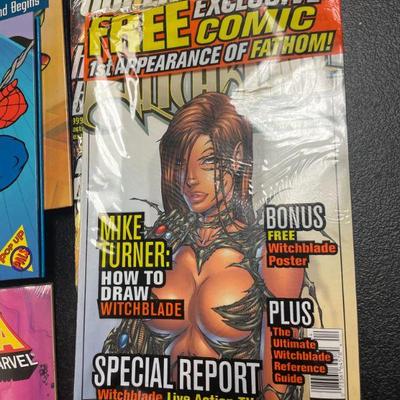 nd Begins
FREE
EXCLUSIVE
COMIC
1st APPEARANCE OF FATHOM!
MIKE
TURNER:
HOW TO
DRAW
WITCHBLADE
BONUS
FREE
Witchblade
Poster
PLUS
The
Ultimate
Witchblade
Reference
Guide
SPECIAL REPORT
Witchblade Live Action TV
POP UP
MARVEL